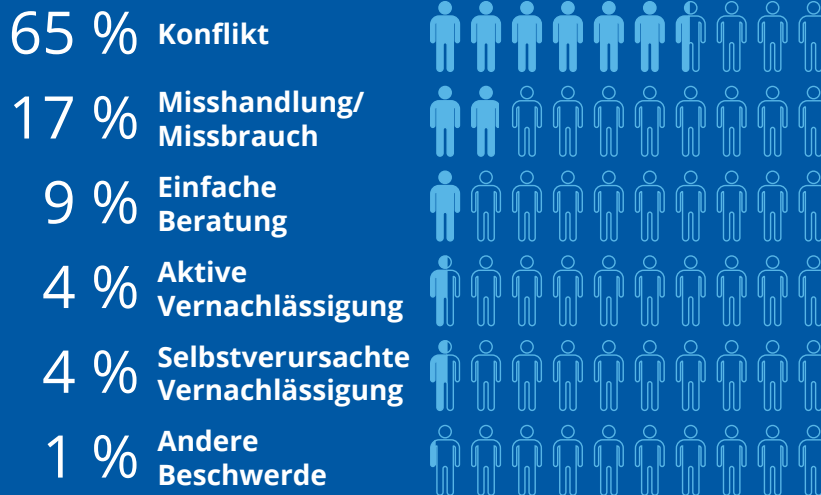 65 % Konflikt
17 % Misshandlung/
Missbrauch
9 % Einfache
Beratung
4 % Aktive
Vernachlässigung
4 % Selbstverursachte
Vernachlässigung
1 % Andere
Beschwerde